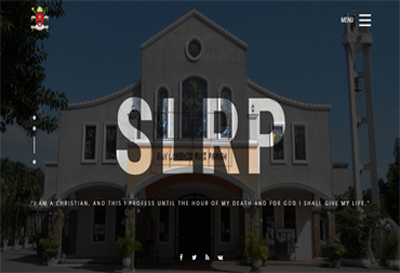 MENU
SLRP
SAN LORENZO RUIZ PARISH
"I AM A CHRISTIAN, AND THIS I PROFESS UNTIL THE HOUR OF MY DEATH AND FOR GOD I SHALL GIVE MY LIFE."